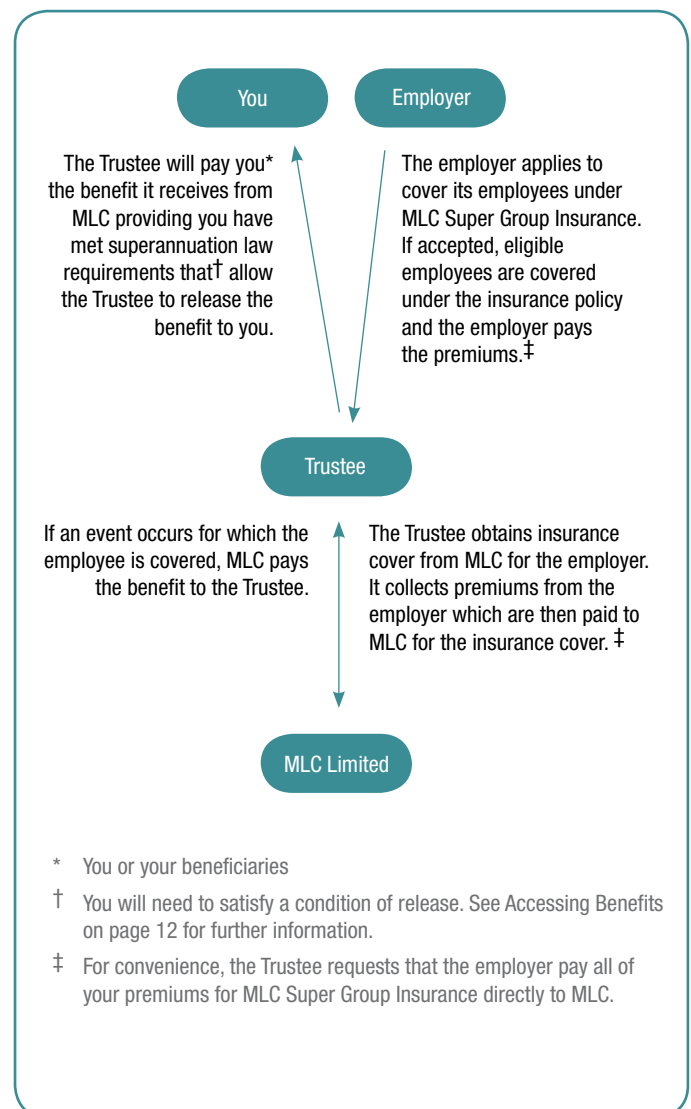 You
Employer
The Trustee will pay you*
the benefit it receives from
MLC providing you have
met superannuation law
requirements that† allow
the Trustee to release the
benefit to you.
The employer applies to
cover its employees under
MLC Super Group Insurance.
If accepted, eligible
employees are covered
under the insurance policy
and the employer pays
the premiums.‡
Trustee
If an event occurs for which the
employee is covered, MLC pays
the benefit to the Trustee.
The Trustee obtains insurance
cover from MLC for the employer.
It collects premiums from the
employer which are then paid to
MLC for the insurance cover. ‡
MLC Limited
* You or your beneficiaries
† You will need to satisfy a condition of release. See Accessing Benefits
on page 12 for further information.
‡ For convenience, the Trustee requests that the employer pay all of
your premiums for MLC Super Group Insurance directly to MLC.